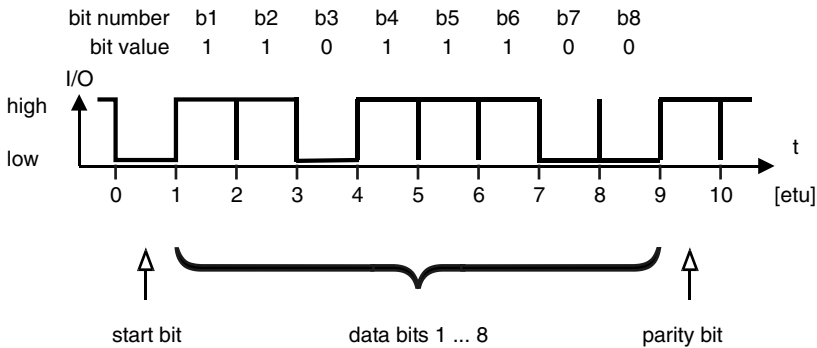 bit number b1 b2 b3 b4 b5 b6 b7 b8
bit value 1 1 0 1 1 1 0 0
I/O
high
low
t
0 1 2 3 4 5 6 7 8 9 10 [etu]
start bit data bits 1 ... 8 parity bit